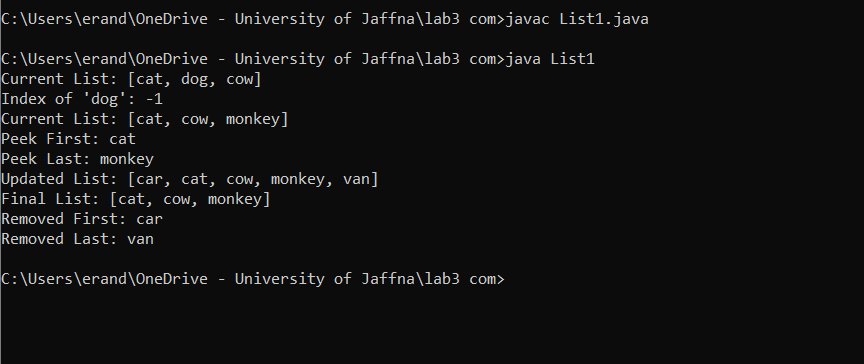 C:\Users\erand\OneDrive - University of Jaffna\lab3 com>javac List1.java
C:\Users\erand\OneDrive - University of Jaffna\lab3 com>java List1
Current List: [cat, dog, cow]
Index of 'dog': -1
Current List: [cat, cow, monkey]
Peek First: cat
Peek Last: monkey
Updated List: [car, cat, cow, monkey, van]
Final List: [cat, cow, monkey]
Removed First: car
Removed Last: van
C:\Users\erand\OneDrive - University of Jaffna\lab3 com>